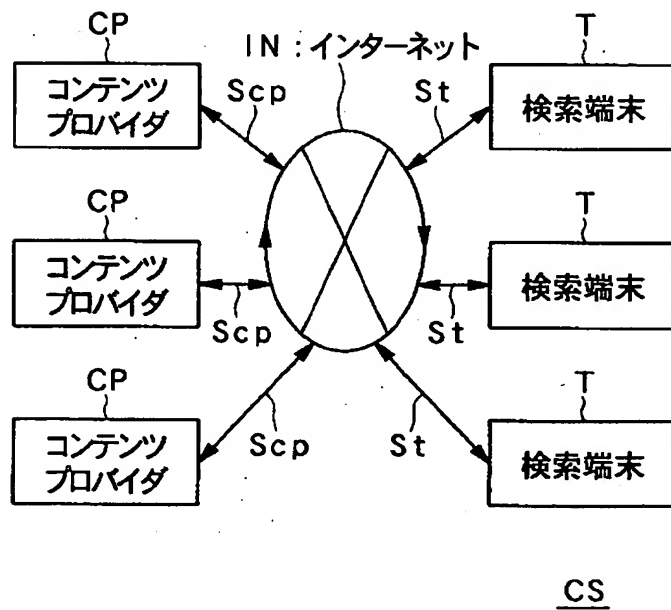 CP
IN：インターネット
T
コンテンツ
プロバイダ
Scp
St
検索端末
CP
T
コンテンツ
プロバイダ
Scp
St
検索端末
CP
T
コンテンツ
プロバイダ
Scp
St
検索端末
CS